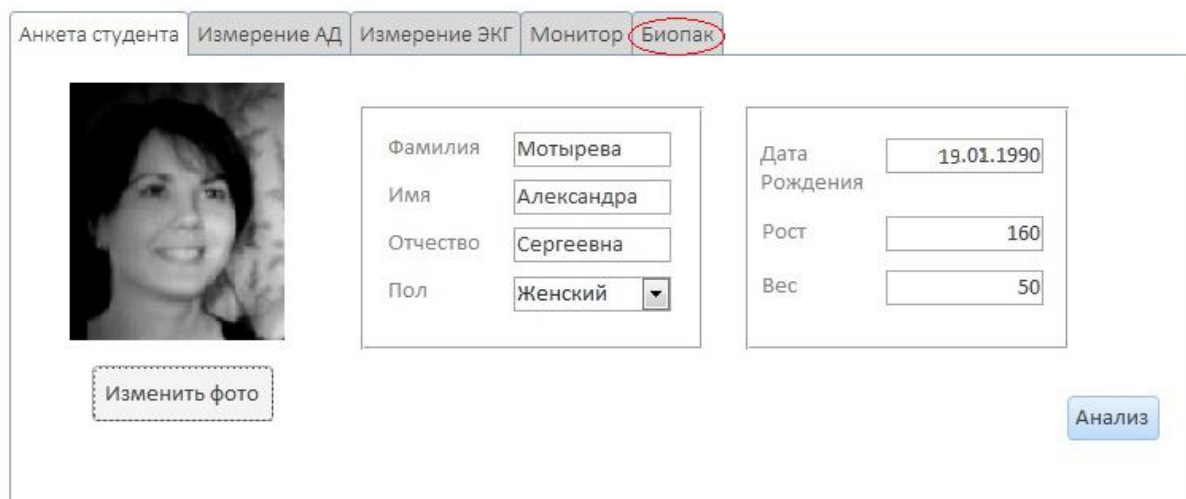 Анкета студента Измерение АД Измерение ЭКГ Монитор Биопак
Фамилия Мотырева
Имя Александра
Отчество Сергеевна
Пол Женский
Дата Рождения 19.01.1990
Рост 160
Вес 50
Изменить фото
Анализ